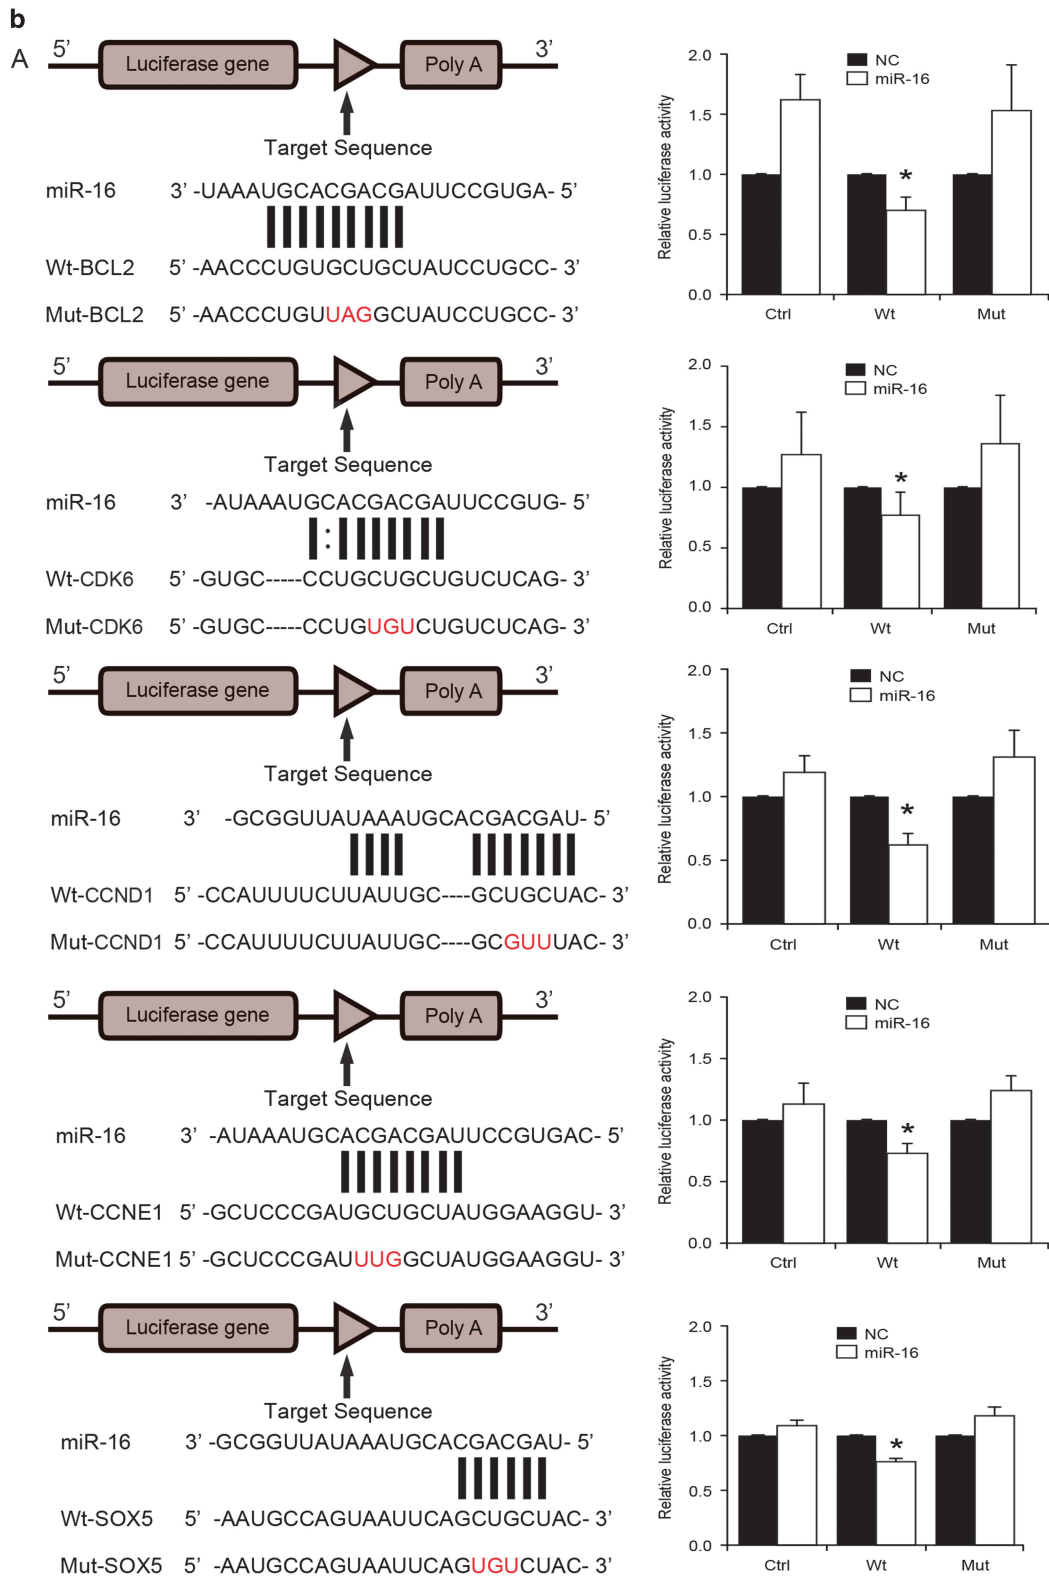 b
A
5’ Luciferase gene Poly A 3’
Target Sequence
miR-16 3’ -UAAAUGCACGACGAUUCCGUGA- 5’
Wt-BCL2 5’ -AACCCUGUGCUGCUAUCCUGCC- 3’
Mut-BCL2 5’ -AACCCUGUUAGGCUAUCCUGCC- 3’
2.0
1.5
1.0
0.5
0.0
Relative luciferase activity
NC
miR-16
*
Ctrl Wt Mut
5’ Luciferase gene Poly A 3’
Target Sequence
miR-16 3’ -AUAAAUGCACGACGAUUCCGUG- 5’
:
Wt-CDK6 5’ -GUGC-----CCUGCUGCUGUCUCAG- 3’
Mut-CDK6 5’ -GUGC-----CCUGUGUCUGUCUCAG- 3’
2.0
1.5
1.0
0.5
0.0
Relative luciferase activity
NC
miR-16
*
Ctrl Wt Mut
5’ Luciferase gene Poly A 3’
Target Sequence
miR-16 3’ -GCGGUUAUAAAUGCACGACGAU- 5’
Wt-CCND1 5’ -CCAUUUUCUUAUUGC----GCUGCUAC- 3’
Mut-CCND1 5’ -CCAUUUUCUUAUUGC----GCGUUUAC- 3’
2.0
1.5
1.0
0.5
0.0
Relative luciferase activity
NC
miR-16
*
Ctrl Wt Mut
5’ Luciferase gene Poly A 3’
Target Sequence
miR-16 3’ -AUAAAUGCACGACGAUUCCGUGAC- 5’
Wt-CCNE1 5’ -GCUCCCGAUGCUGCUAUGGAAGGU- 3’
Mut-CCNE1 5’ -GCUCCCGAUUUGGCUAUGGAAGGU- 3’
2.0
1.5
1.0
0.5
0.0
Relative luciferase activity
NC
miR-16
*
Ctrl Wt Mut
5’ Luciferase gene Poly A 3’
Target Sequence
miR-16 3’ -GCGGUUAUAAAUGCACGACGAU- 5’
Wt-SOX5 5’ -AAUGCCAGUAAUUCAGCUGCUAC- 3’
Mut-SOX5 5’ -AAUGCCAGUAAUUCAGUGUCUAC- 3’
2.0
1.5
1.0
0.5
0.0
Relative luciferase activity
NC
miR-16
*
Ctrl Wt Mut